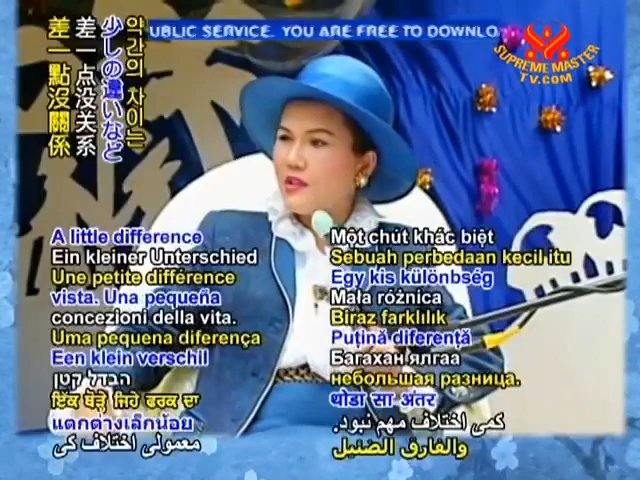 UBLIC SERVICE. YOU ARE FREE TO DOWNLO
SUPREME MASTER
TV.COM
약간의 차이는
少しの違いなど
差一点没关系
差一點沒關係
A little difference
Ein kleiner Unterschied
Une petite différence
vista. Una pequeña
concezioni della vita.
Uma pequena diferença
Een klein verschil
הבדל קטן
ਇੱਕ ਥੋੜ੍ਹੇ ਜਿਹੇ ਫਰਕ ਦਾ
แตกต่างเล็กน้อย
معمولی اختلاف کی
Một chút khác biệt
Sebuah perbedaan kecil itu
Egy kis különbség
Mała różnica
Biraz farklılık
Puțină diferență
Барахан ялгаа
небольшая разница.
थोडा सा अंतर
کمی اختلاف مهم نبود.
والفارق الضئيل